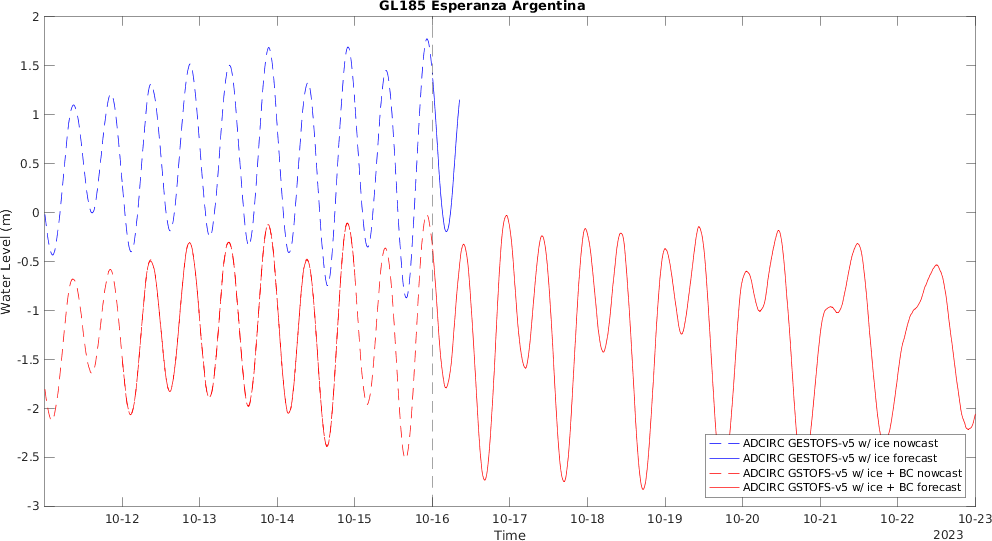 GL185 Esperanza Argentina
2
1.5
1
0.5
0
-0.5
-1
-1.5
-2
-2.5
-3
Water Level (m)
ADCIRC GESTOFS-v5 w/ ice nowcast
ADCIRC GESTOFS-v5 w/ ice forecast
ADCIRC GSTOFS-v5 w/ ice + BC nowcast
ADCIRC GSTOFS-v5 w/ ice + BC forecast
10-12 10-13 10-14 10-15 10-16 10-17 10-18 10-19 10-20 10-21 10-22 10-23
Time
2023